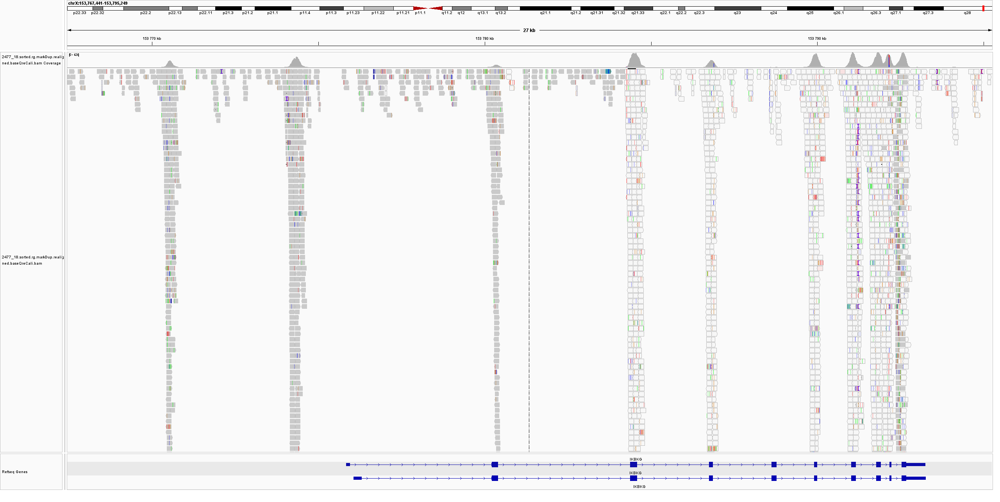 chrX:153,767,441-153,795,249
p22.33 p22.32 p22.2 p22.13 p22.11 p21.3 p21.2 p21.1 p11.4 p11.3 p11.23 p11.22 p11.21 p11.1 q11.2 q12 q13.1 q13.2 q21.1 q21.2 q21.31 q21.32 q21.33 q22.1 q22.2 q22.3 q23 q24 q25 q26.1 q26.3 q27.1 q27.3 q28
27 kb
153 770 kb 153 780 kb 153 790 kb
[0-424]
2477_18.sorted.rg.markDup.realig
ned.baseQreCali.bam Coverage
2477_18.sorted.rg.markDup.realig
ned.baseQreCali.bam
IKBKG
Refseq Genes
IKBKG
IKBKG